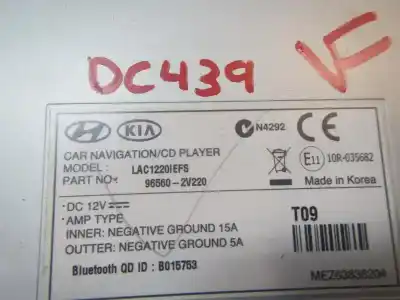 DC439 VF
HYUNDAI KIA N4292 CE
CAR NAVIGATION/CD PLAYER
MODEL : LAC1220IEFS
PART NO.: 96560-2V220
E11 10R-035682
Made in Korea
DC 12V
AMP TYPE
INNER: NEGATIVE GROUND 15A
OUTTER: NEGATIVE GROUND 5A
T09
Bluetooth QD ID : B015753
MEZ63836204